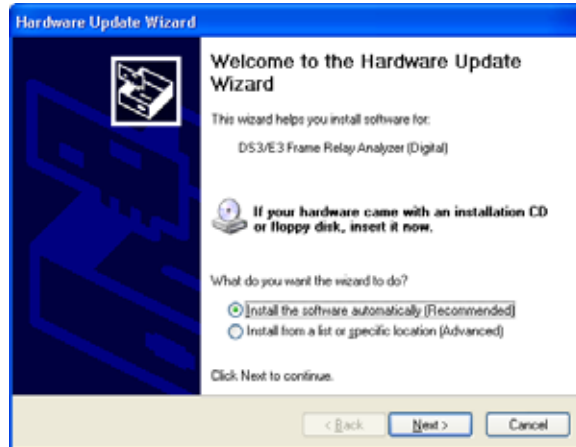 Hardware Update Wizard
Welcome to the Hardware Update
Wizard
This wizard helps you install software for:
DS3/E3 Frame Relay Analyzer (Digital)
If your hardware came with an installation CD
or floppy disk, insert it now.
What do you want the wizard to do?
Install the software automatically (Recommended)
Install from a list or specific location (Advanced)
Click Next to continue.
< Back
Next >
Cancel